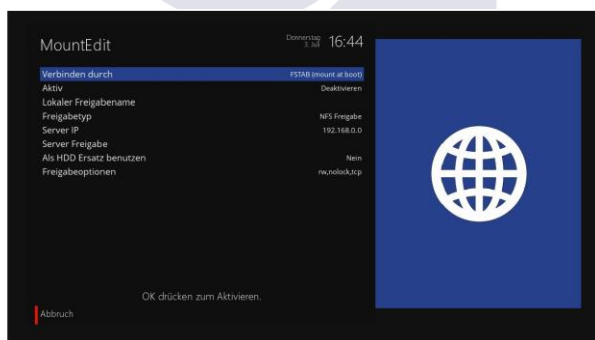 MountEdit
Donnerstag
3. Juli
16:44
Verbinden durch FSTAB (mount at boot)
Aktiv Deaktivieren
Lokaler Freigabename
Freigabetyp NFS Freigabe
Server IP 192.168.0.0
Server Freigabe
Als HDD Ersatz benutzen Nein
Freigabeoptionen rw,nolock,tcp
OK drücken zum Aktivieren.
Abbruch